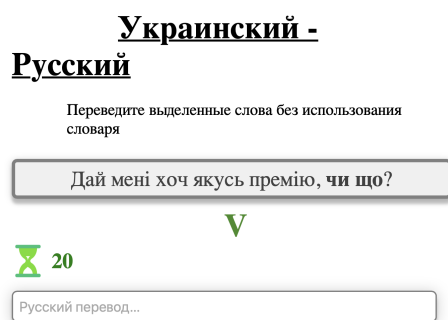 Украинский -
Русский
Переведите выделенные слова без использования
словаря
Дай мені хоч якусь премію, чи що?
V
20
Русский перевод...